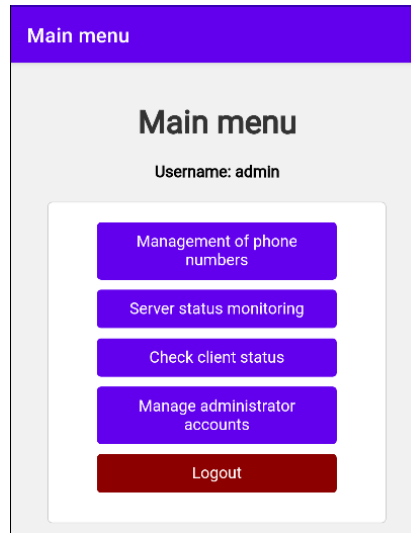 Main menu
Main menu
Username: admin
Management of phone
numbers
Server status monitoring
Check client status
Manage administrator
accounts
Logout